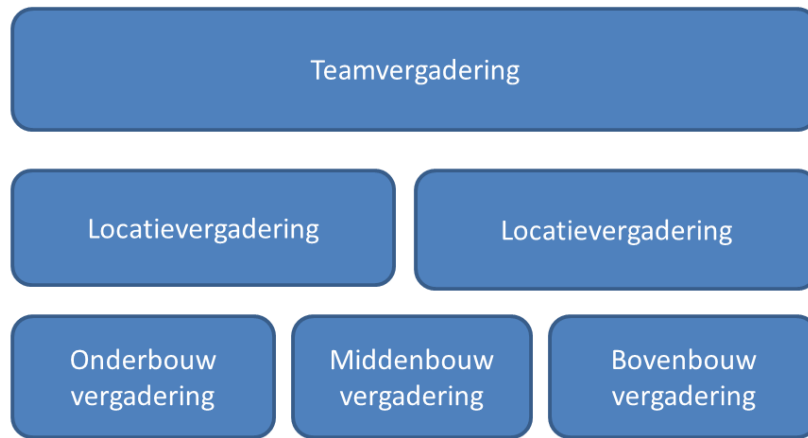 Teamvergadering
Locatievergadering
Locatievergadering
Onderbouw
vergadering
Middenbouw
vergadering
Bovenbouw
vergadering